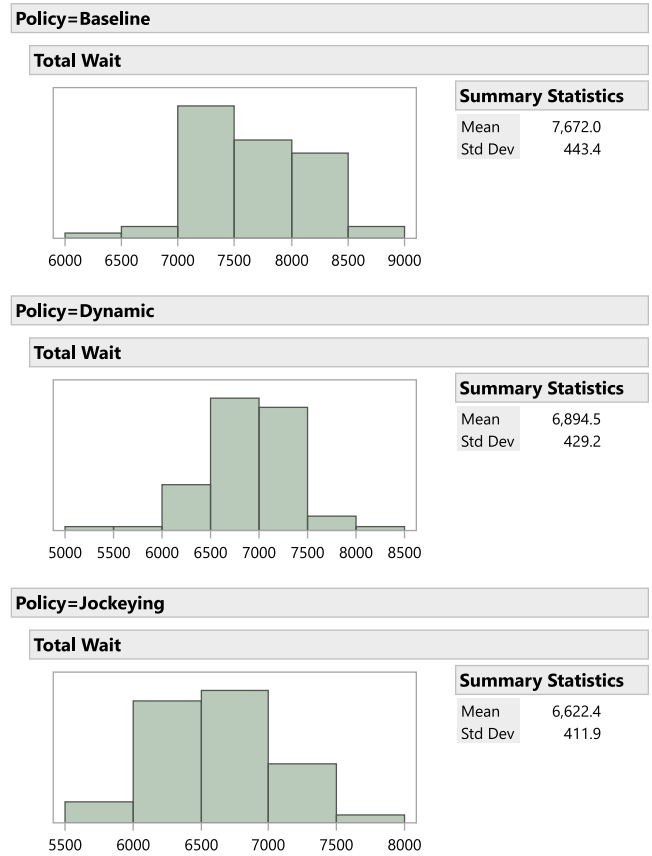 Policy=Baseline
Total Wait
Summary Statistics
Mean 7,672.0
Std Dev 443.4
6000 6500 7000 7500 8000 8500 9000
Policy=Dynamic
Total Wait
Summary Statistics
Mean 6,894.5
Std Dev 429.2
5000 5500 6000 6500 7000 7500 8000 8500
Policy=Jockeying
Total Wait
Summary Statistics
Mean 6,622.4
Std Dev 411.9
5500 6000 6500 7000 7500 8000